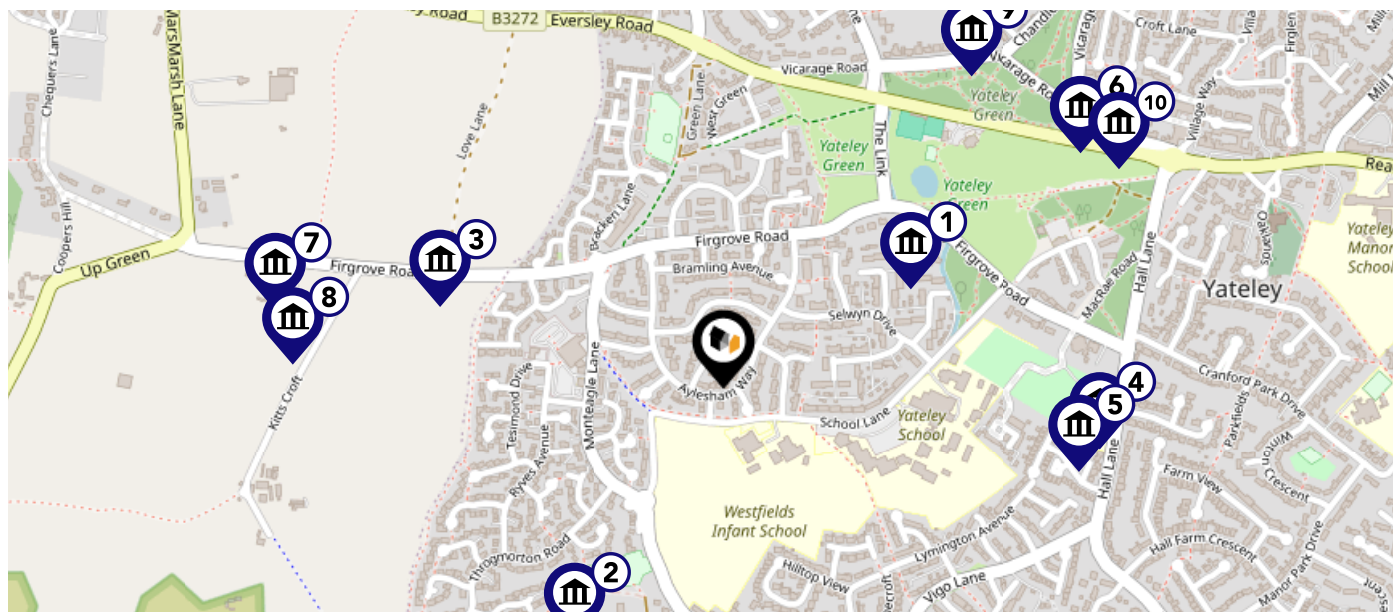 Road
B3272
Eversley Road
9
Chequers Lane
Marsh Lane
Love Lane
Green Lane
West Green
Vicarage Road
Yateley
Green
6
10
Croft Lane
Village Way
The Link
Yateley
Green
Yateley
Green
Coopers Hill
Up Green
7
8
3
Firgrove Road
Bracken Lane
Firgrove Road
Bramling Avenue
Selwyn Drive
1
Firgrove Road
MacRae Road
Hall Lane
Yateley
Oaklands
Yateley
Manor
School
Kitts Croft
Tesimond Drive
Ryves Avenue
Monteagle Lane
Aylesham Way
School Lane
Yateley
School
4
5
Cranford Park Drive
Parkfields
Hall Lane
Farm View
Winton Crescent
Westfields
Infant School
Throgmorton Road
2
Hilltop View
Lymington Avenue
Vigo Lane
Hall Farm Crescent
Manor Park Drive